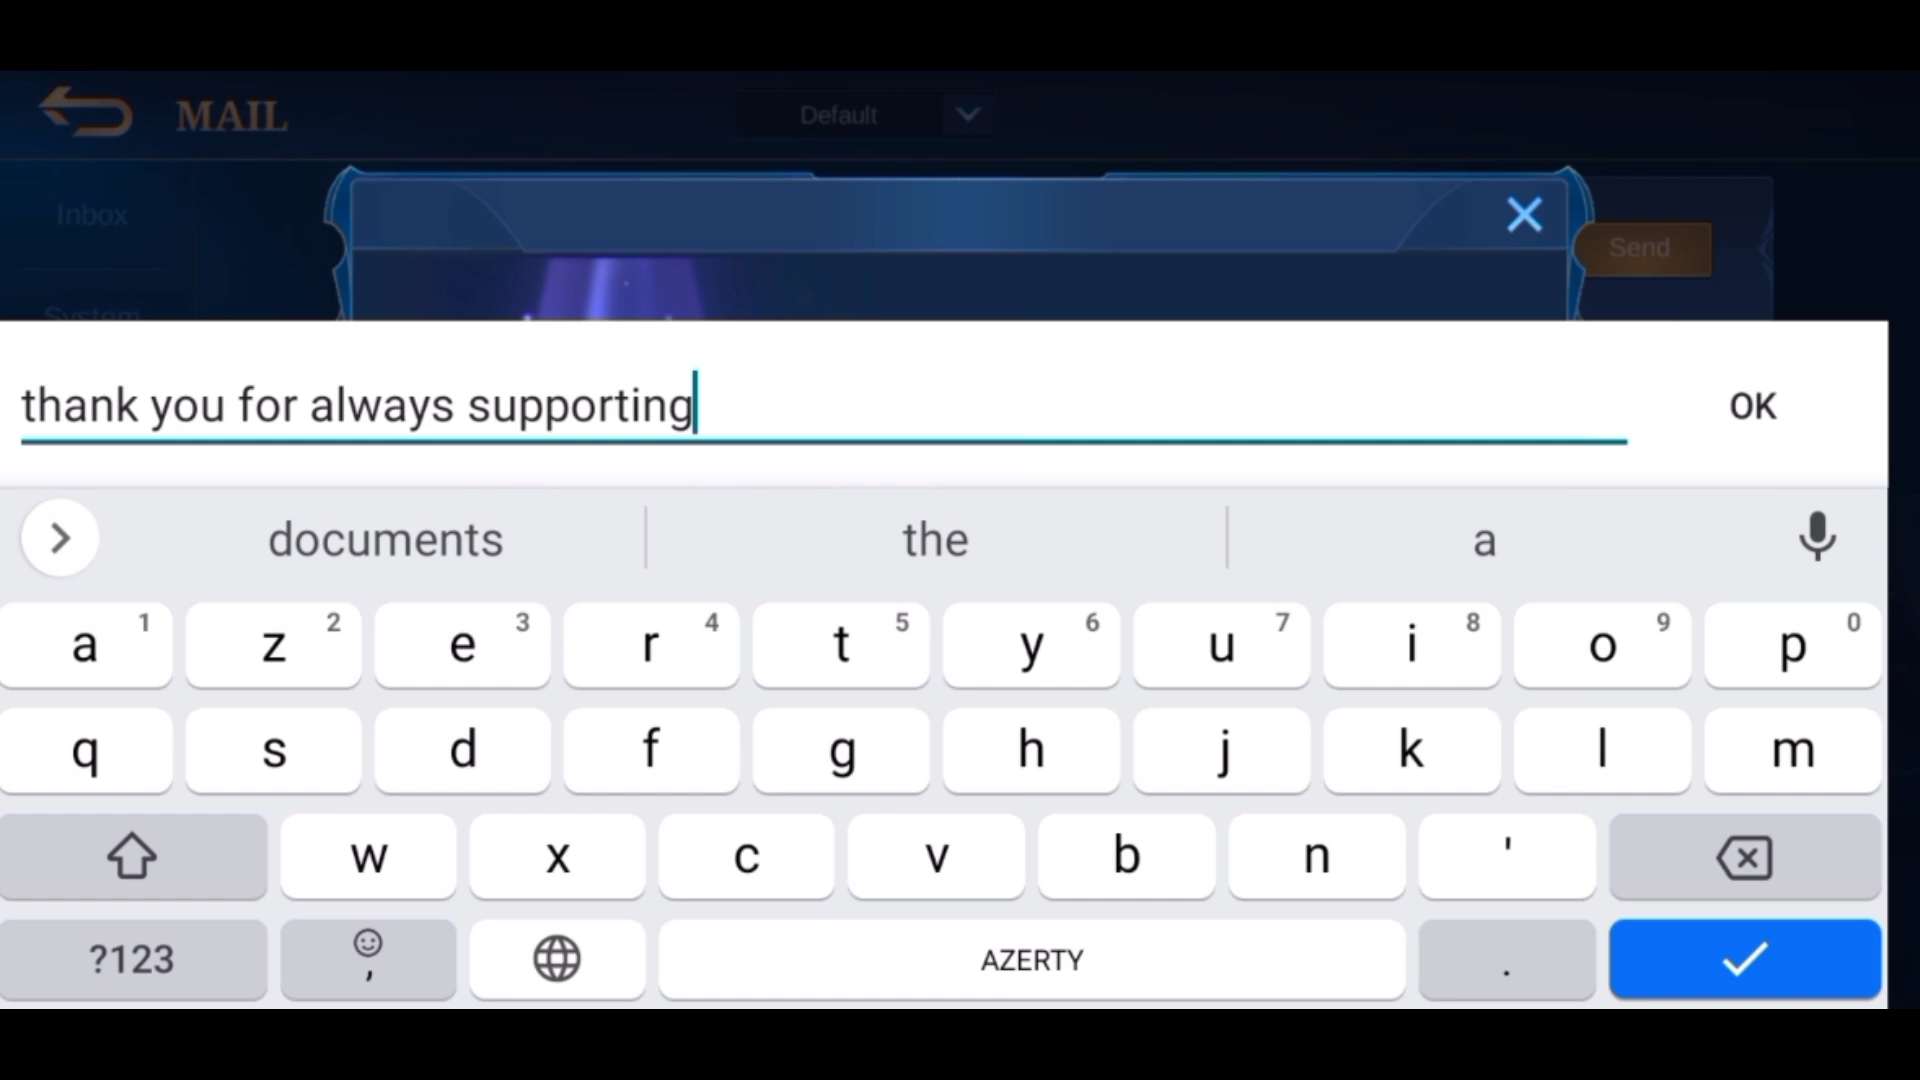 MAIL
Default
Inbox
Send
System
thank you for always supporting
OK
documents the a
a 1 z 2 e 3 r 4 t 5 y 6 u 7 i 8 o 9 p 0
q s d f g h j k l m
w x c v b n '
?123 , AZERTY .